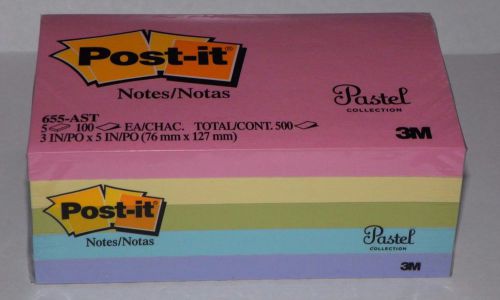 Post-it®
Notes/Notas
655-AST
5 100 EA/CHAC. TOTAL/CONT. 500
3 IN/PO x 5 IN/PO (76 mm x 127 mm)
Pastel
COLLECTION
3M
Post-it®
Notes/Notas
Pastel
COLLECTION
3M